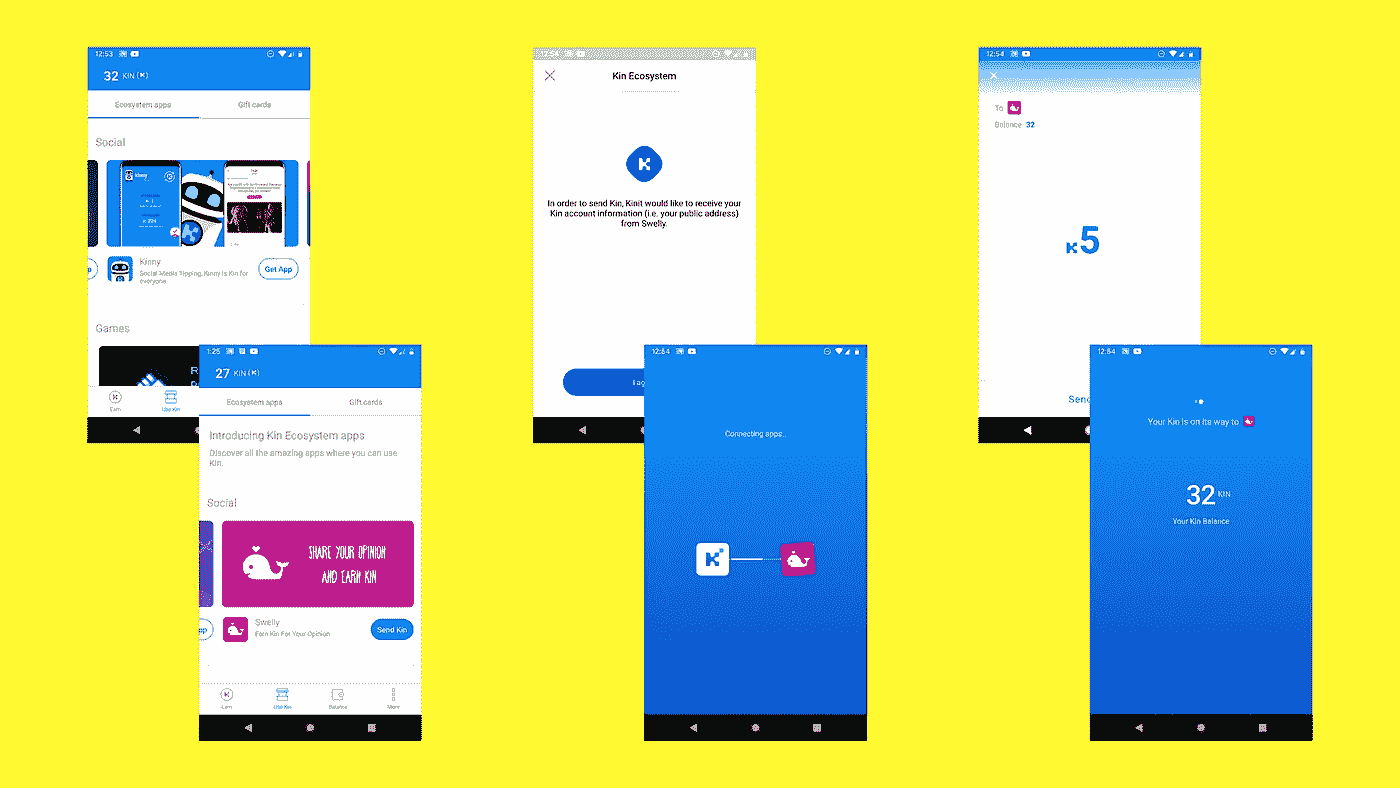 12:53
32 KIN (K)
Ecosystem apps
Gift cards
Social
Kinny
Get App
Social Media Tipping, Kinny is Kin for
everyone
Games
Earn
Use Kin
1:25
27 KIN (K)
Ecosystem apps
Gift cards
Introducing Kin Ecosystem apps
Discover all the amazing apps where you can use
Kin.
Social
SHARE YOUR OPINION
AND EARN KIN
Swelly
Earn Kin For Your Opinion
Send Kin
Earn
Use Kin
Balance
More
12:54
Kin Ecosystem
In order to send Kin, Kinit would like to receive your
Kin account information (i.e. your public address)
from Swelly.
I ag
12:54
Connecting apps..
12:54
To
Balance 32
K5
Send
12:54
Your Kin is on its way to
32 KIN
Your Kin Balance